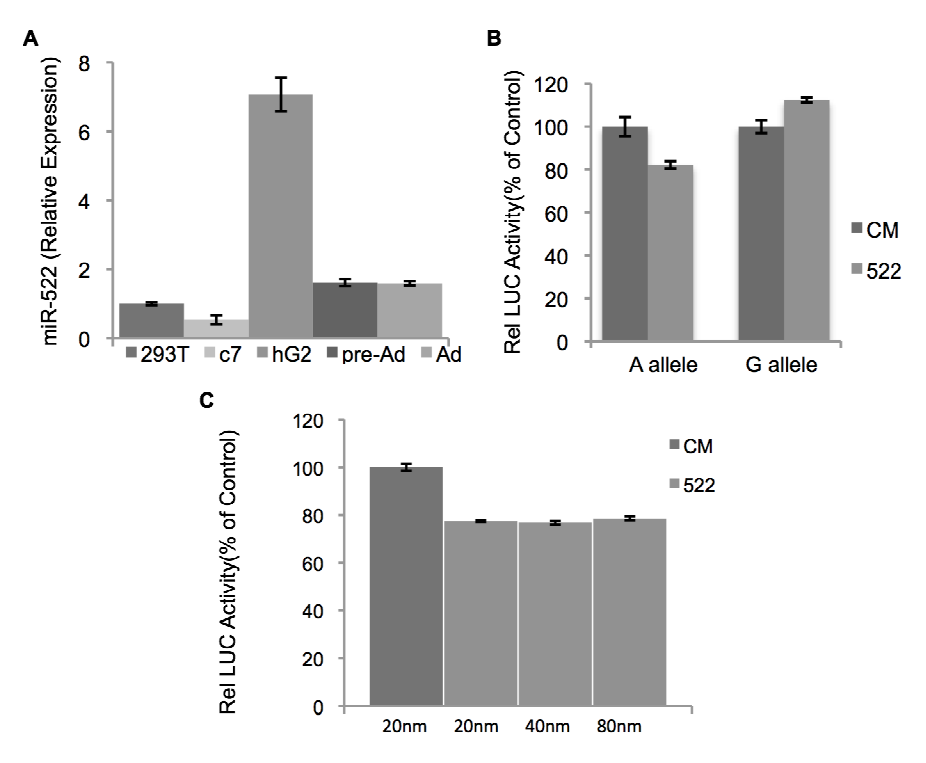 A
miR-522 (Relative Expression)
8
6
4
2
0
293T c7 hG2 pre-Ad Ad
B
Rel LUC Activity(% of Control)
120
100
80
60
40
20
0
A allele G allele
CM
522
C
Rel LUC Activity(% of Control)
120
100
80
60
40
20
0
20nm 20nm 40nm 80nm
CM
522